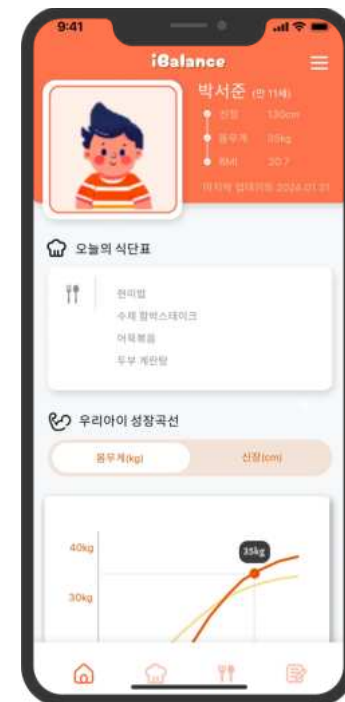 9:41
iBalance
박서준 (만 11세)
신장 130cm
몸무게 35kg
BMI 20.7
마지막 업데이트 2024.01.31
오늘의 식단표
현미밥
수제 함박스테이크
어묵볶음
두부 계란탕
우리아이 성장곡선
몸무게(kg) 신장(cm)
40kg
35kg
30kg